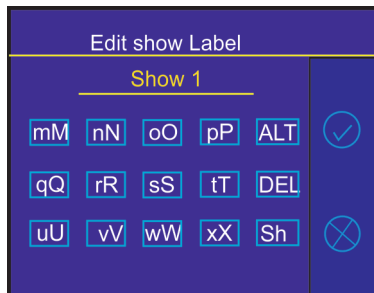 Edit show Label
Show 1
mM nN oO pP ALT
qQ rR sS tT DEL
uU vV wW xX Sh